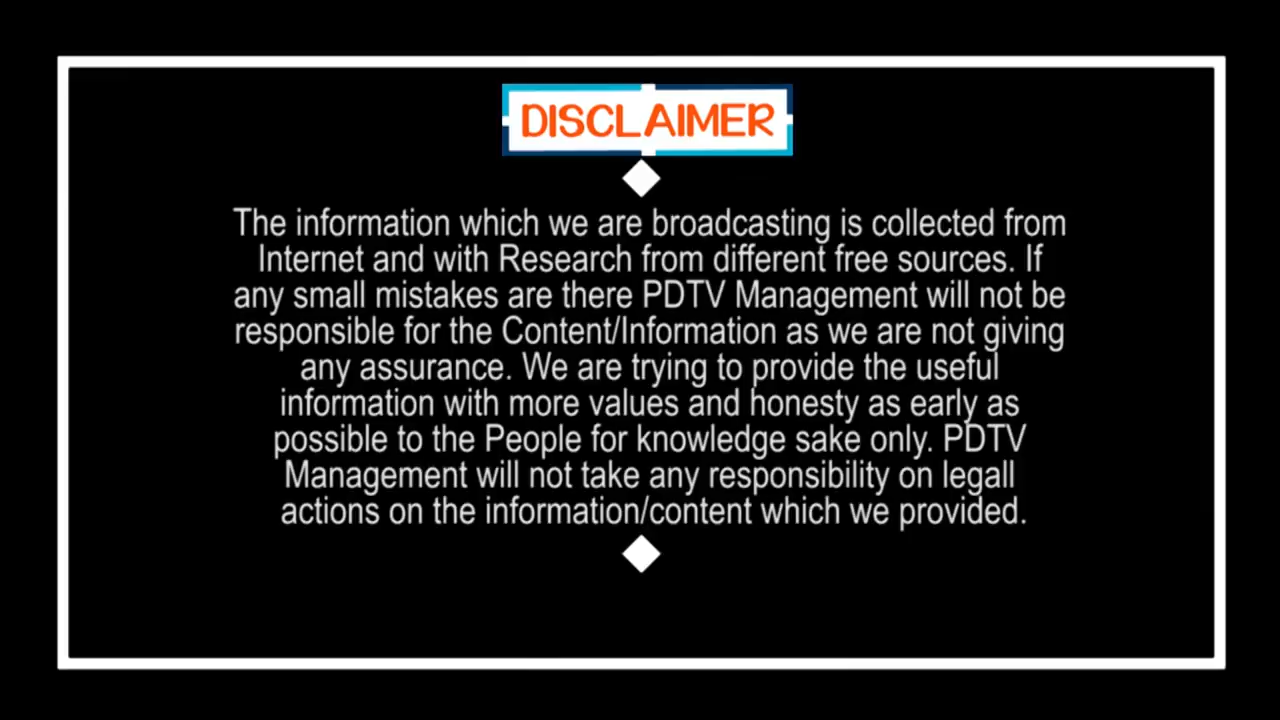 DISCLAIMER
The information which we are broadcasting is collected from
Internet and with Research from different free sources. If
any small mistakes are there PDTV Management will not be
responsible for the Content/Information as we are not giving
any assurance. We are trying to provide the useful
information with more values and honesty as early as
possible to the People for knowledge sake only. PDTV
Management will not take any responsibility on legall
actions on the information/content which we provided.